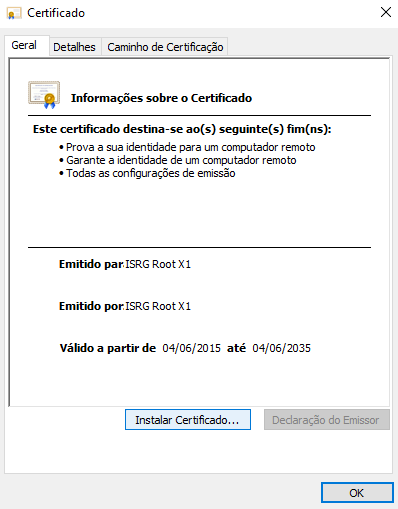 Certificado
Geral
Detalhes
Caminho de Certificação
Informações sobre o Certificado
Este certificado destina-se ao(s) seguinte(s) fim(ns):
• Prova a sua identidade para um computador remoto
• Garante a identidade de um computador remoto
• Todas as configurações de emissão
Emitido par ISRG Root X1
Emitido por ISRG Root X1
Válido a partir de 04/06/2015 até 04/06/2035
Instalar Certificado...
Declaração do Emissor
OK